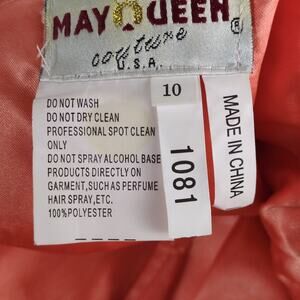 MAY QUEEN
couture
®
U.S.A.
10
DO NOT WASH
DO NOT DRY CLEAN
PROFESSIONAL SPOT CLEAN
ONLY
DO NOT SPRAY ALCOHOL BASE
PRODUCTS DIRECTLY ON
GARMENT,SUCH AS PERFUME
HAIR SPRAY,ETC.
100%POLYESTER
1081
MADE IN CHINA